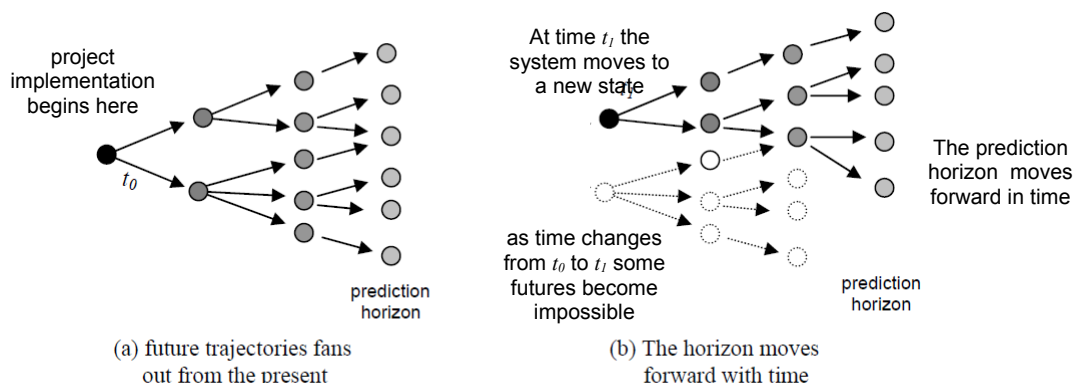 project
implementation
begins here
t0
prediction
horizon
(a) future trajectories fans
out from the present
At time t1 the
system moves to
a new state
t1
The prediction
horizon moves
forward in time
as time changes
from t0 to t1 some
futures become
impossible
prediction
horizon
(b) The horizon moves
forward with time